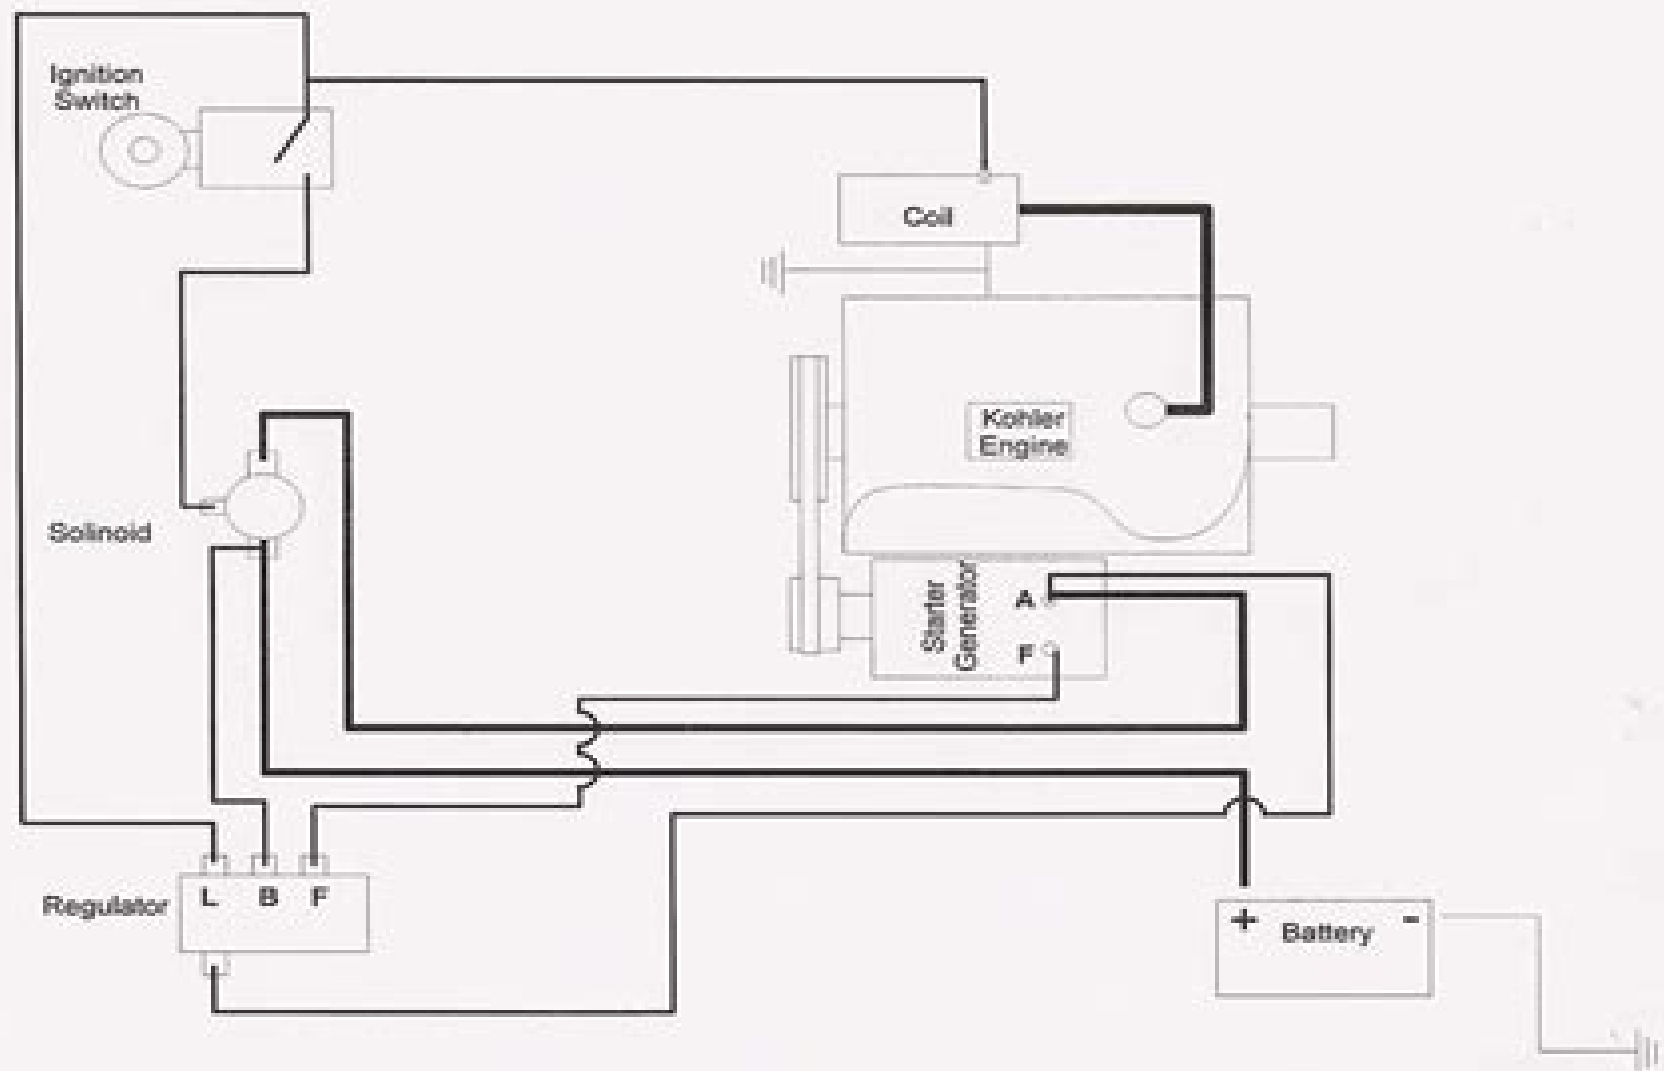 Ignition
Switch
Coil
Kohler
Engine
Solinoid
Starter
Generator
A
F
Regulator
L B F
+ Battery -